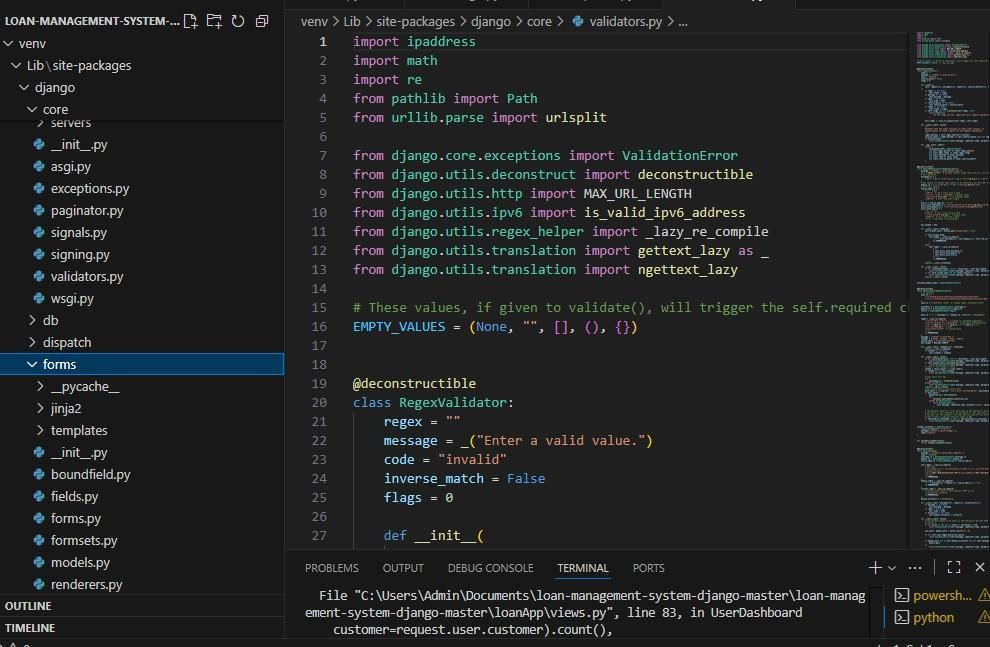 LOAN-MANAGEMENT-SYSTEM-...
venv
Lib\site-packages
django
core
servers
__init__.py
asgi.py
exceptions.py
paginator.py
signals.py
signing.py
validators.py
wsgi.py
db
dispatch
forms
__pycache__
jinja2
templates
__init__.py
boundfield.py
fields.py
forms.py
formsets.py
models.py
renderers.py
OUTLINE
TIMELINE
venv > Lib > site-packages > django > core > validators.py > ...
1 import ipaddress
2 import math
3 import re
4 from pathlib import Path
5 from urllib.parse import urlsplit
6
7 from django.core.exceptions import ValidationError
8 from django.utils.deconstruct import deconstructible
9 from django.utils.http import MAX_URL_LENGTH
10 from django.utils.ipv6 import is_valid_ipv6_address
11 from django.utils.regex_helper import _lazy_re_compile
12 from django.utils.translation import gettext_lazy as _
13 from django.utils.translation import ngettext_lazy
14
15 # These values, if given to validate(), will trigger the self.required c
16 EMPTY_VALUES = (None, "", [], (), {})
17
18
19 @deconstructible
20 class RegexValidator:
21 regex = ""
22 message = _("Enter a valid value.")
23 code = "invalid"
24 inverse_match = False
25 flags = 0
26
27 def __init__(
PROBLEMS OUTPUT DEBUG CONSOLE TERMINAL PORTS
File "C:\Users\Admin\Documents\loan-management-system-django-master\loan-manag
ement-system-django-master\loanApp\views.py", line 83, in UserDashboard
customer=request.user.customer).count(),
powersh...
python